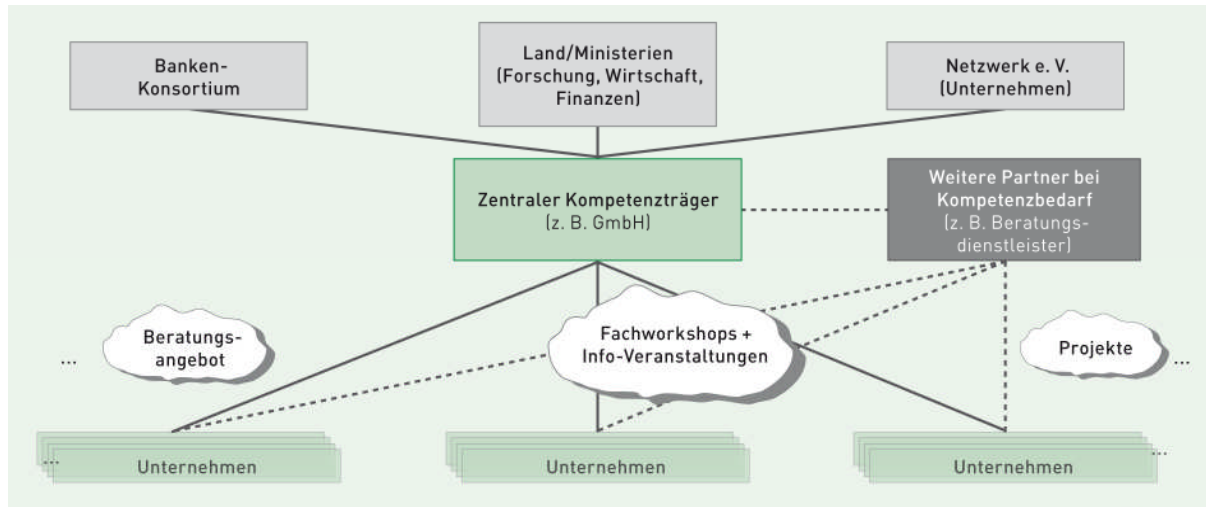 Banken-
Konsortium
Land/Ministerien
(Forschung, Wirtschaft,
Finanzen)
Netzwerk e. V.
(Unternehmen)
Zentraler Kompetenzträger
(z. B. GmbH)
Weitere Partner bei
Kompetenzbedarf
(z. B. Beratungs-
dienstleister)
...
Beratungs-
angebot
Fachworkshops +
Info-Veranstaltungen
Projekte
...
...
Unternehmen
Unternehmen
Unternehmen
...